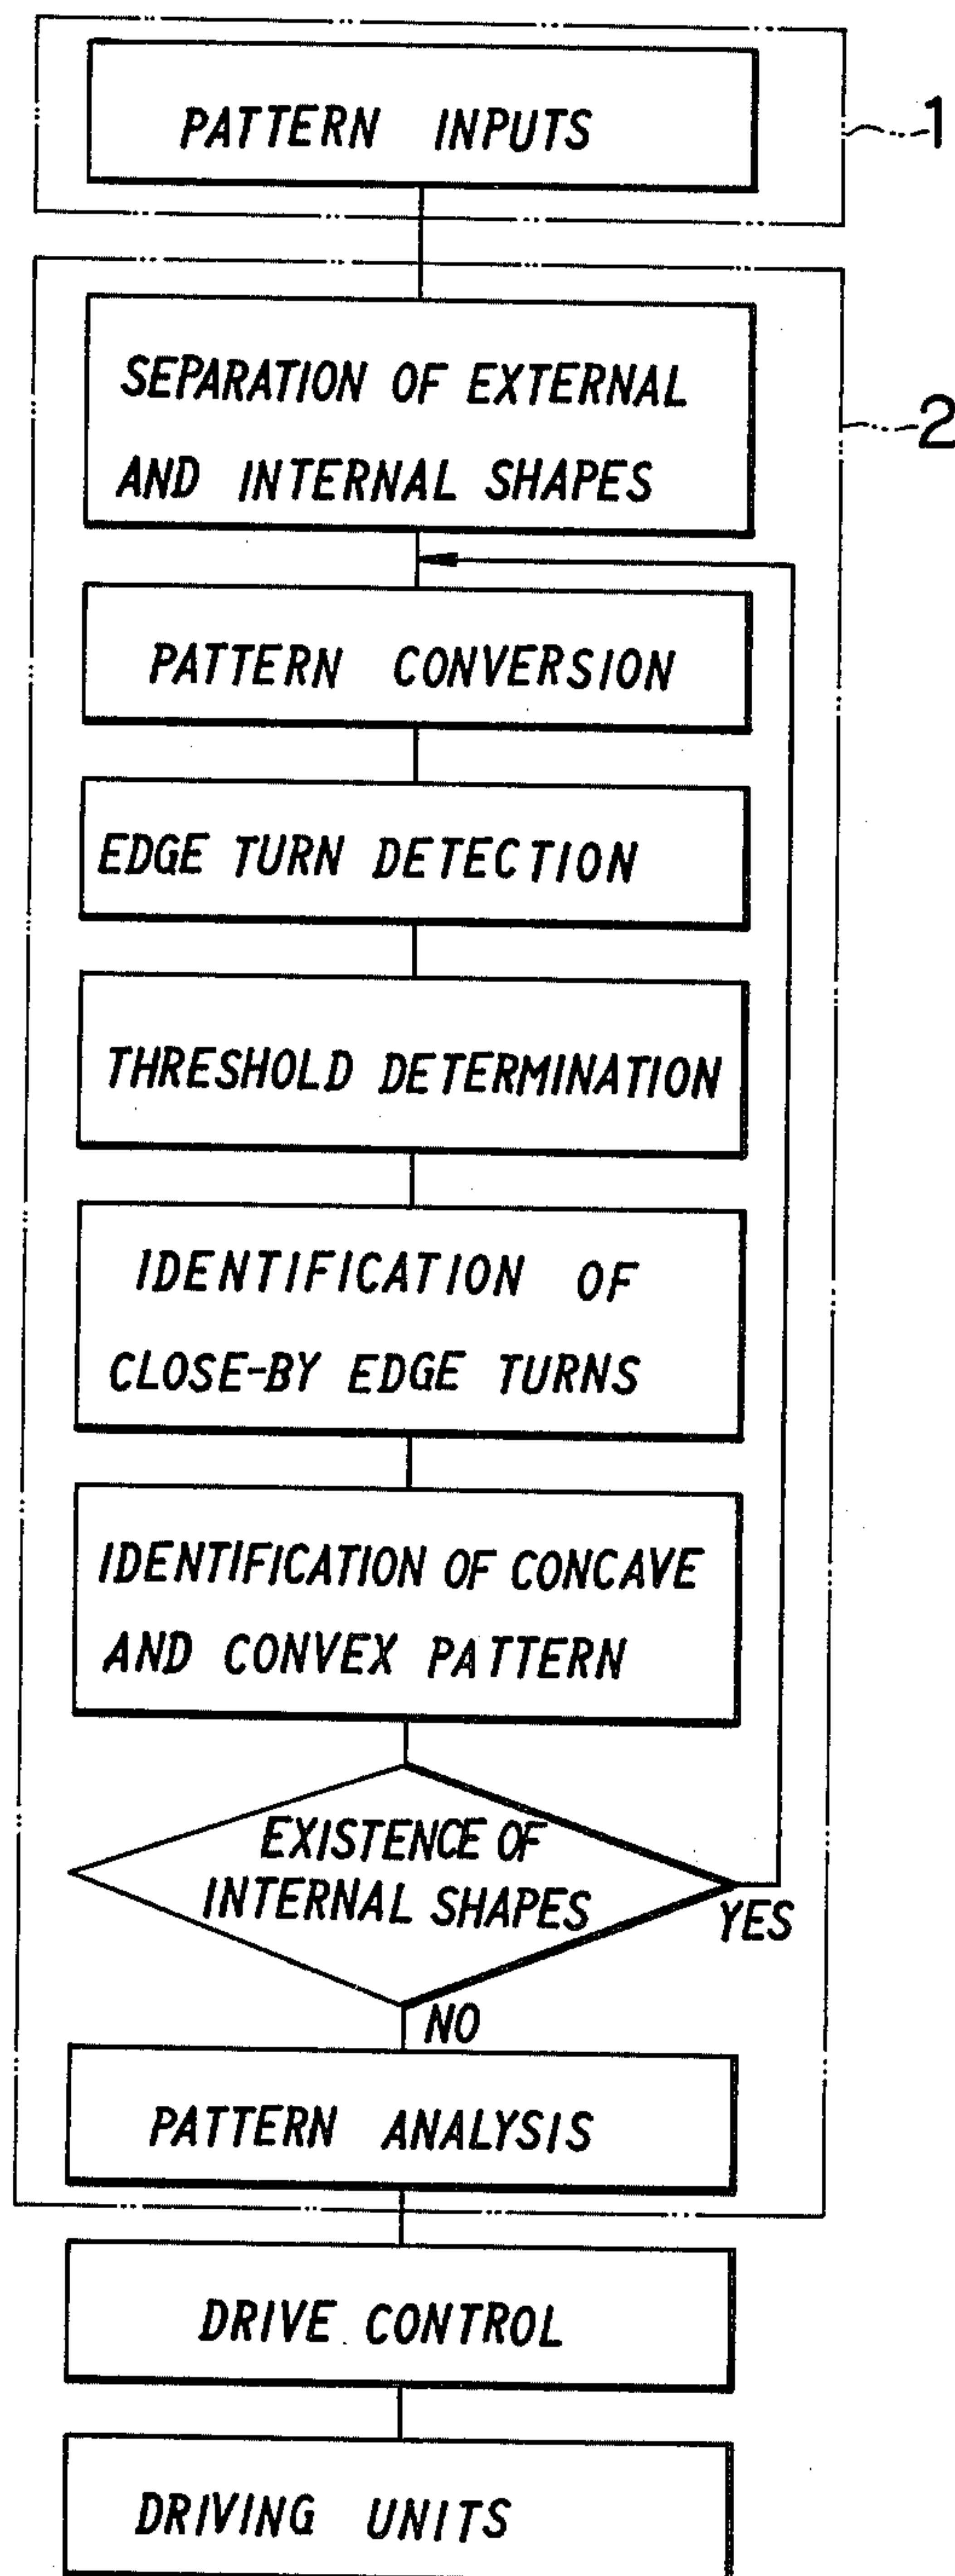 PATTERN INPUTS
1
SEPARATION OF EXTERNAL
AND INTERNAL SHAPES
2
PATTERN CONVERSION
EDGE TURN DETECTION
THRESHOLD DETERMINATION
IDENTIFICATION OF
CLOSE-BY EDGE TURNS
IDENTIFICATION OF CONCAVE
AND CONVEX PATTERN
EXISTENCE OF
INTERNAL SHAPES
YES
NO
PATTERN ANALYSIS
DRIVE CONTROL
DRIVING UNITS